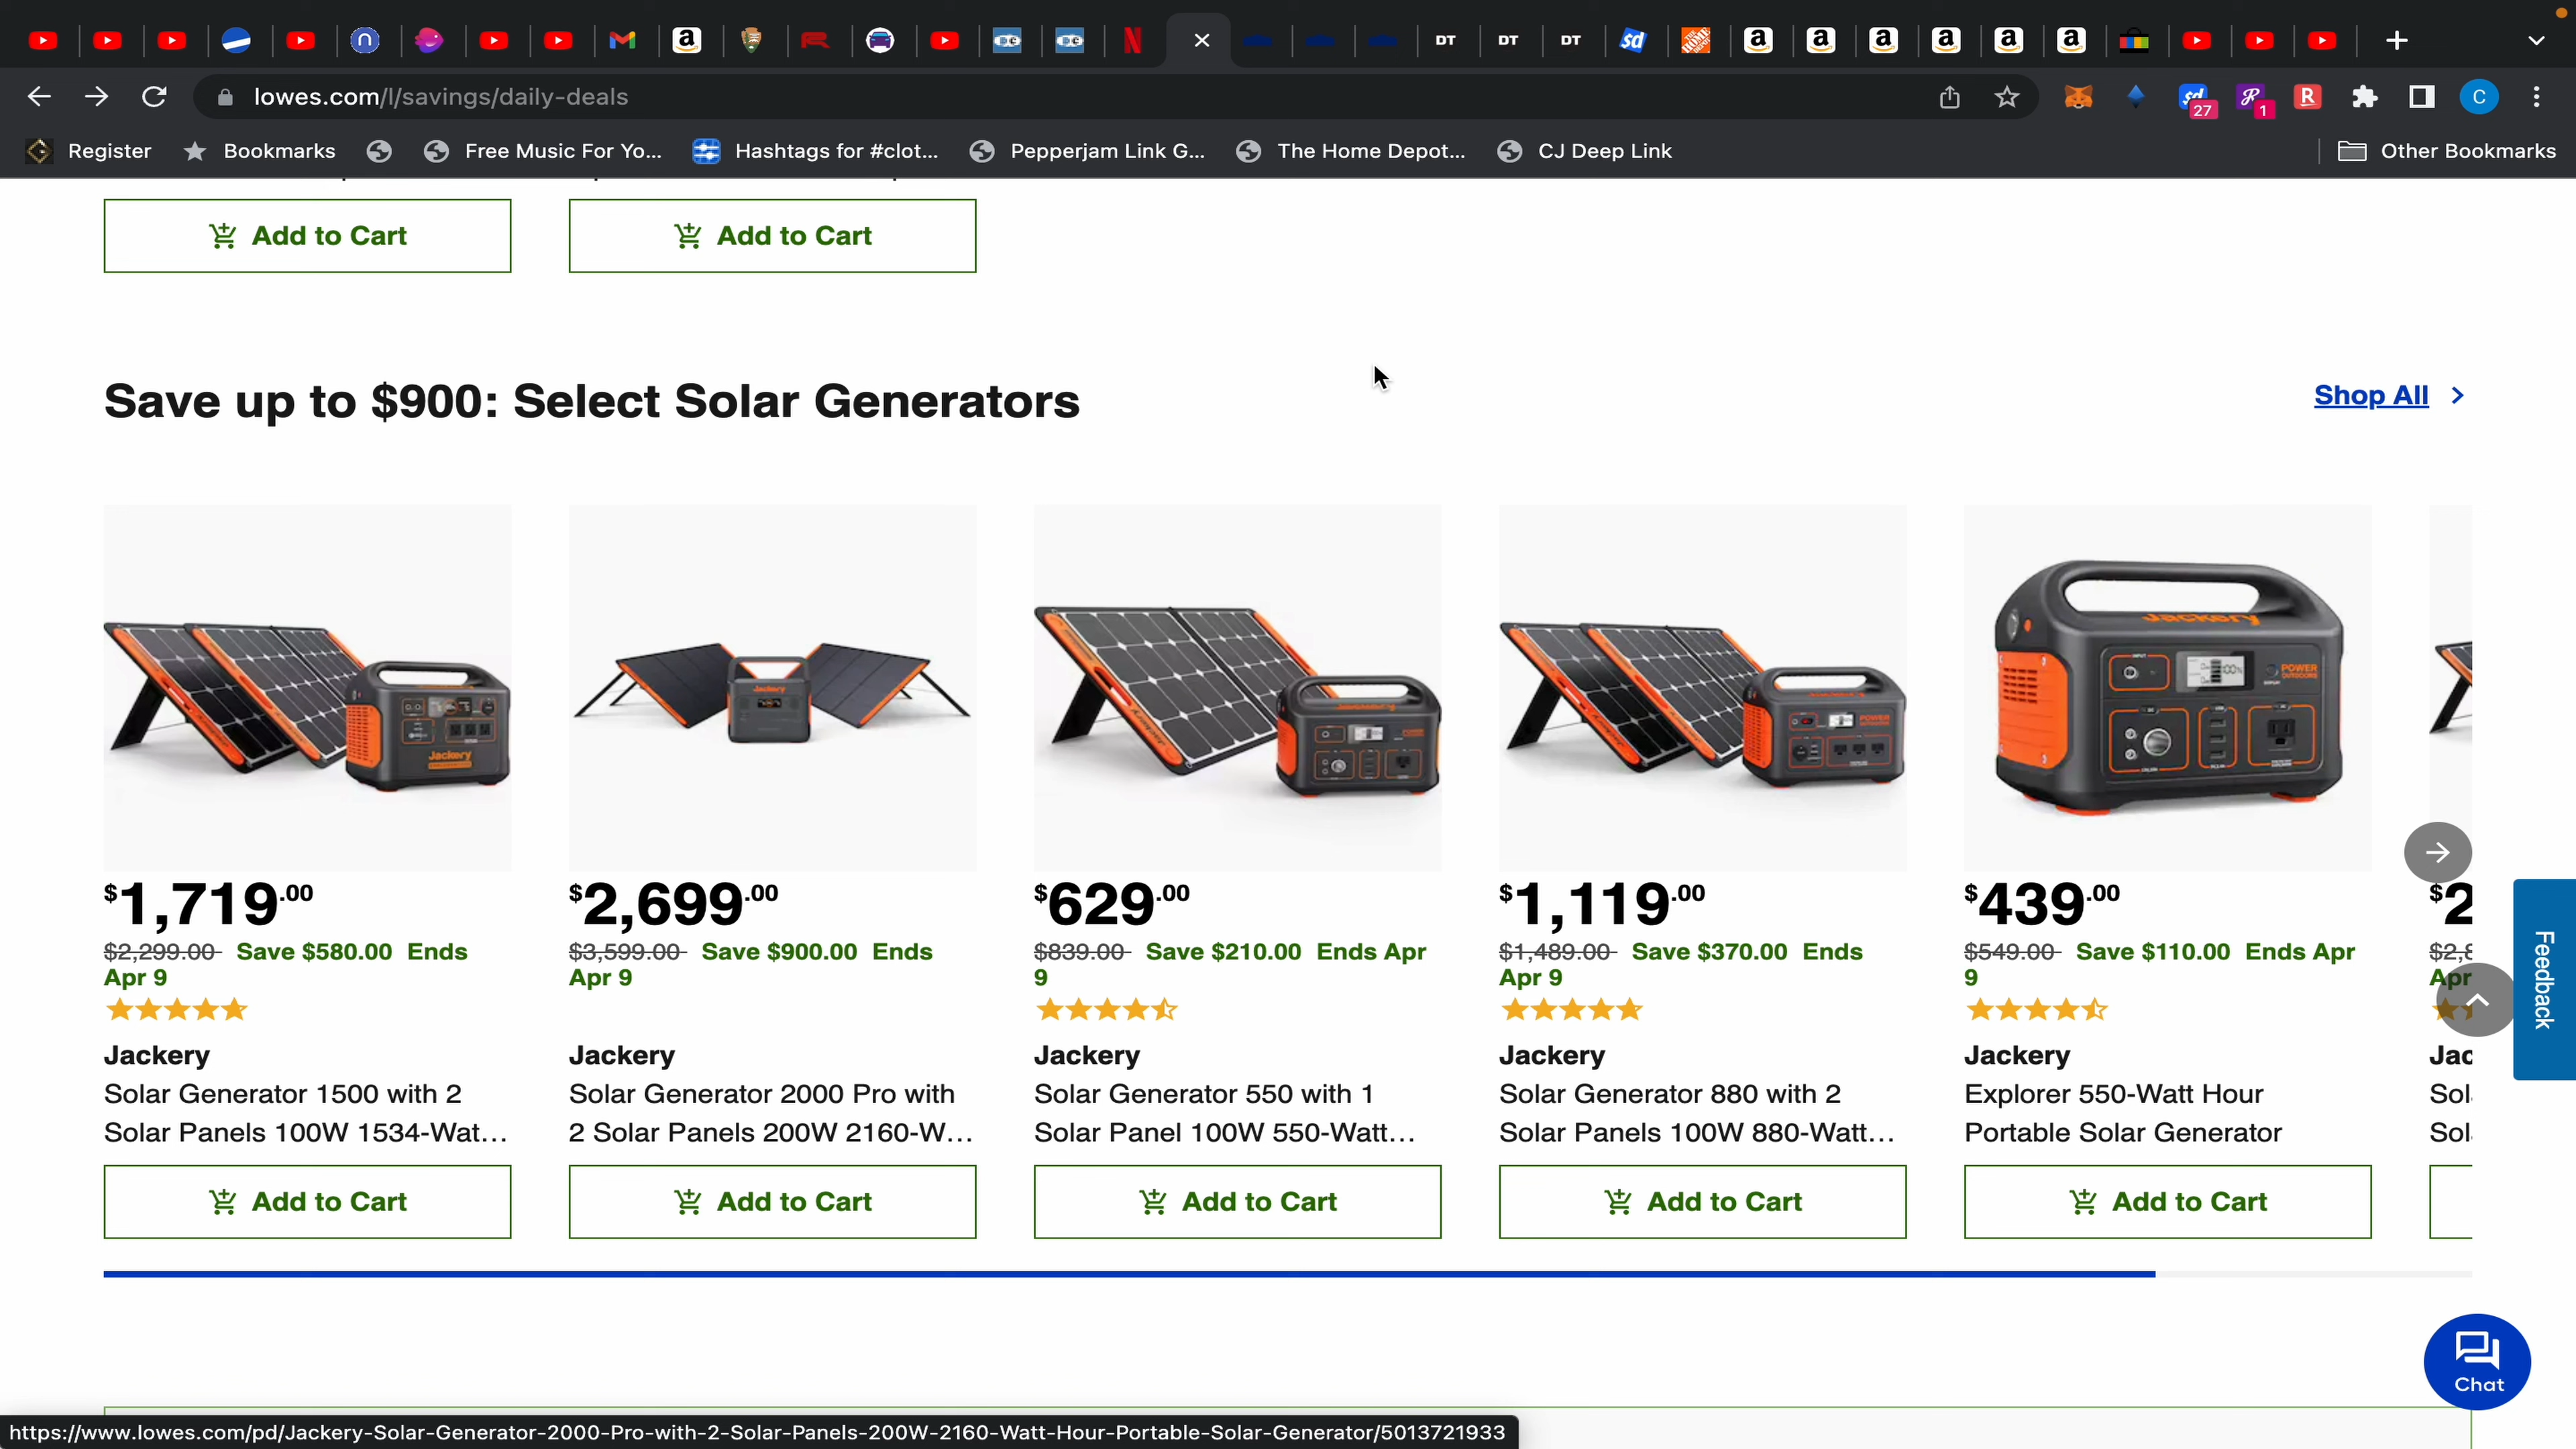 lowes.com/l/savings/daily-deals
27
1
C
Register
Bookmarks
Free Music For Yo...
Hashtags for #clot...
Pepperjam Link G...
The Home Depot...
CJ Deep Link
Other Bookmarks
Add to Cart
Add to Cart
Save up to $900: Select Solar Generators
Shop All
$1,719.00
$2,299.00 Save $580.00 Ends
Apr 9
Jackery
Solar Generator 1500 with 2
Solar Panels 100W 1534-Wat...
Add to Cart
$2,699.00
$3,599.00 Save $900.00 Ends
Apr 9
Jackery
Solar Generator 2000 Pro with
2 Solar Panels 200W 2160-W...
Add to Cart
$629.00
$839.00 Save $210.00 Ends Apr
9
Jackery
Solar Generator 550 with 1
Solar Panel 100W 550-Watt...
Add to Cart
$1,119.00
$1,489.00 Save $370.00 Ends
Apr 9
Jackery
Solar Generator 880 with 2
Solar Panels 100W 880-Watt...
Add to Cart
$439.00
$549.00 Save $110.00 Ends Apr
9
Jackery
Explorer 550-Watt Hour
Portable Solar Generator
Add to Cart
Feedback
Chat
https://www.lowes.com/pd/Jackery-Solar-Generator-2000-Pro-with-2-Solar-Panels-200W-2160-Watt-Hour-Portable-Solar-Generator/5013721933